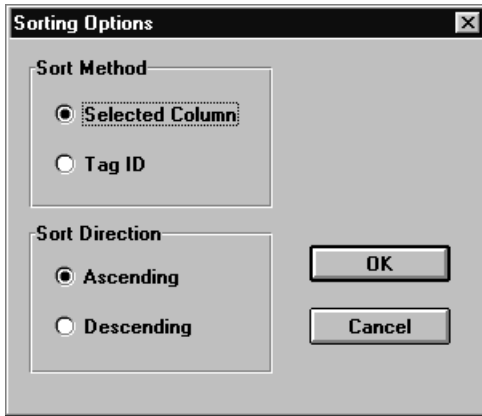 Sorting Options
Sort Method
Selected Column
Tag ID
Sort Direction
Ascending
Descending
OK
Cancel